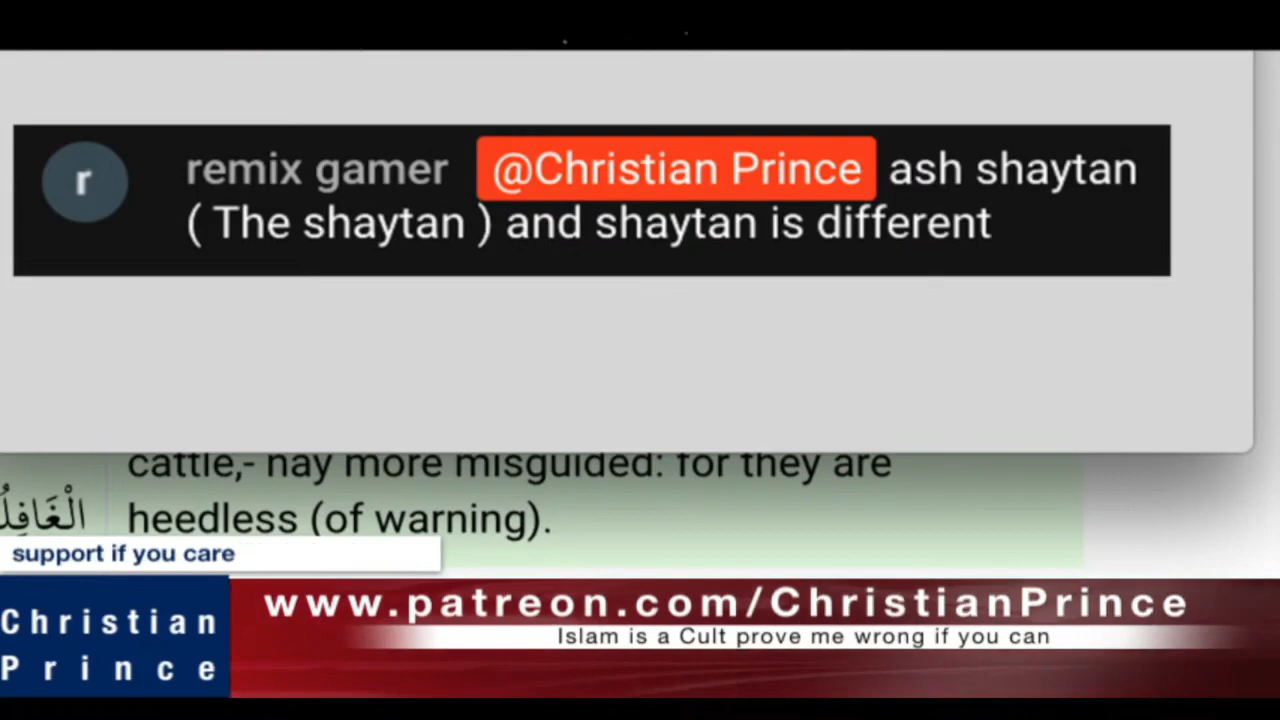 r
remix gamer @Christian Prince ash shaytan
( The shaytan ) and shaytan is different
cattle,- nay more misguided: for they are
heedless (of warning).
support if you care
Christian
Prince
www.patreon.com/ChristianPrince
Islam is a Cult prove me wrong if you can